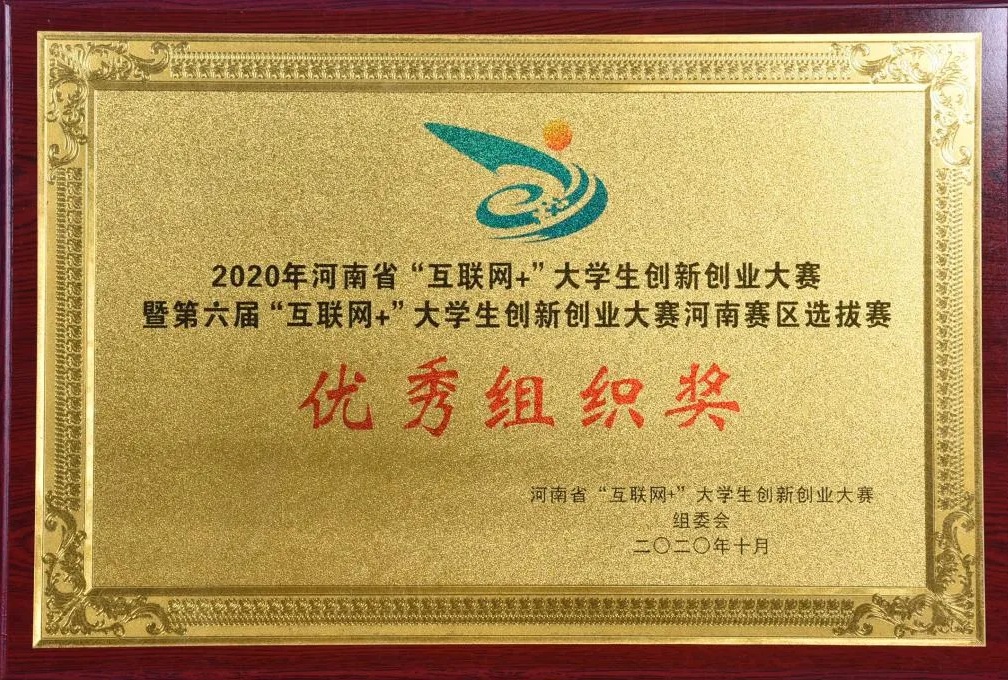 2020年河南省“互联网+”大学生创新创业大赛
暨第六届“互联网+”大学生创新创业大赛河南赛区选拔赛
优秀组织奖
河南省“互联网+”大学生创新创业大赛
组委会
二〇二〇年十月